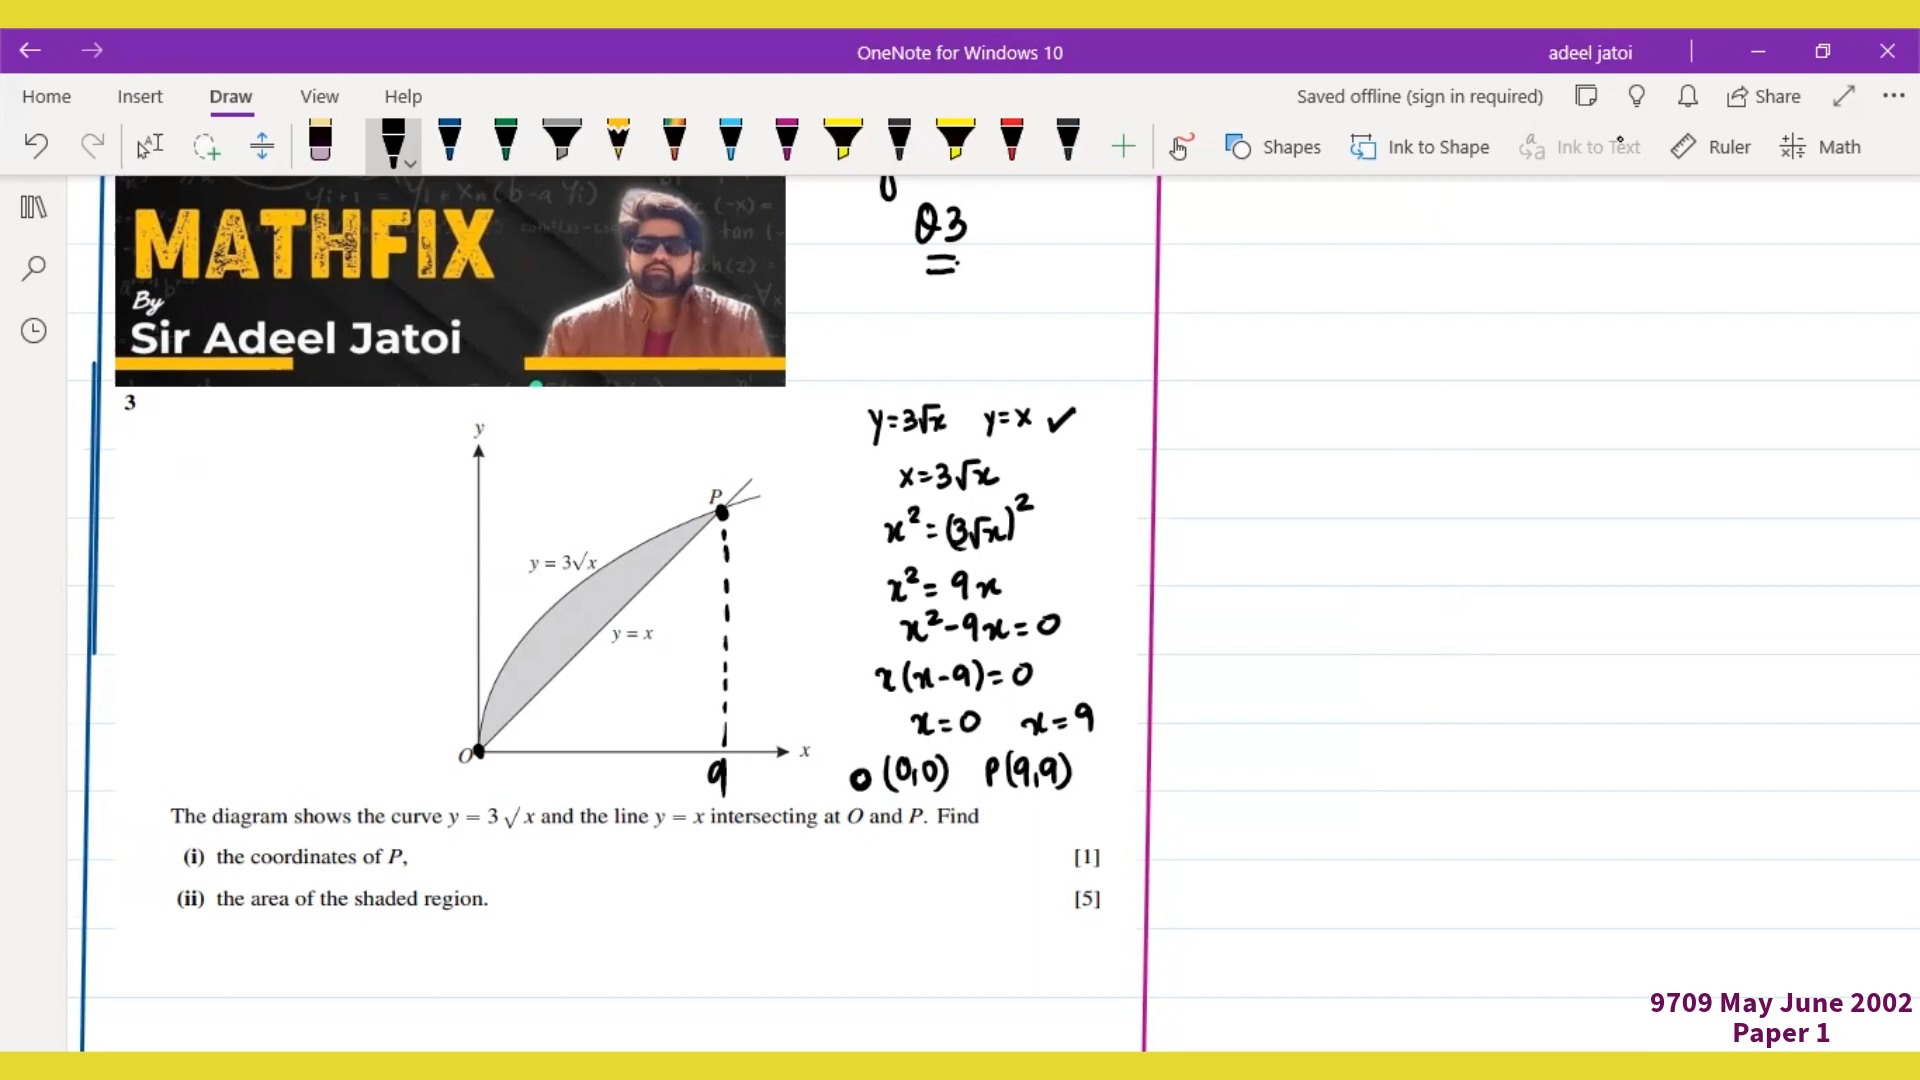 OneNote for Windows 10
adeel jatoi
Home Insert Draw View Help
Saved offline (sign in required)
Share
Shapes
Ink to Shape
Ink to Text
Ruler
Math
MATHFIX
By
Sir Adeel Jatoi
Q3
3
y
P
y = 3√x
y = x
O
x
9
y=3√x y=x ✓
x=3√x
x²=(3√x)²
x²=9x
x²-9x=0
x(x-9)=0
x=0 x=9
O(0,0) P(9,9)
The diagram shows the curve y = 3√x and the line y = x intersecting at O and P. Find
(i) the coordinates of P, [1]
(ii) the area of the shaded region. [5]
9709 May June 2002
Paper 1